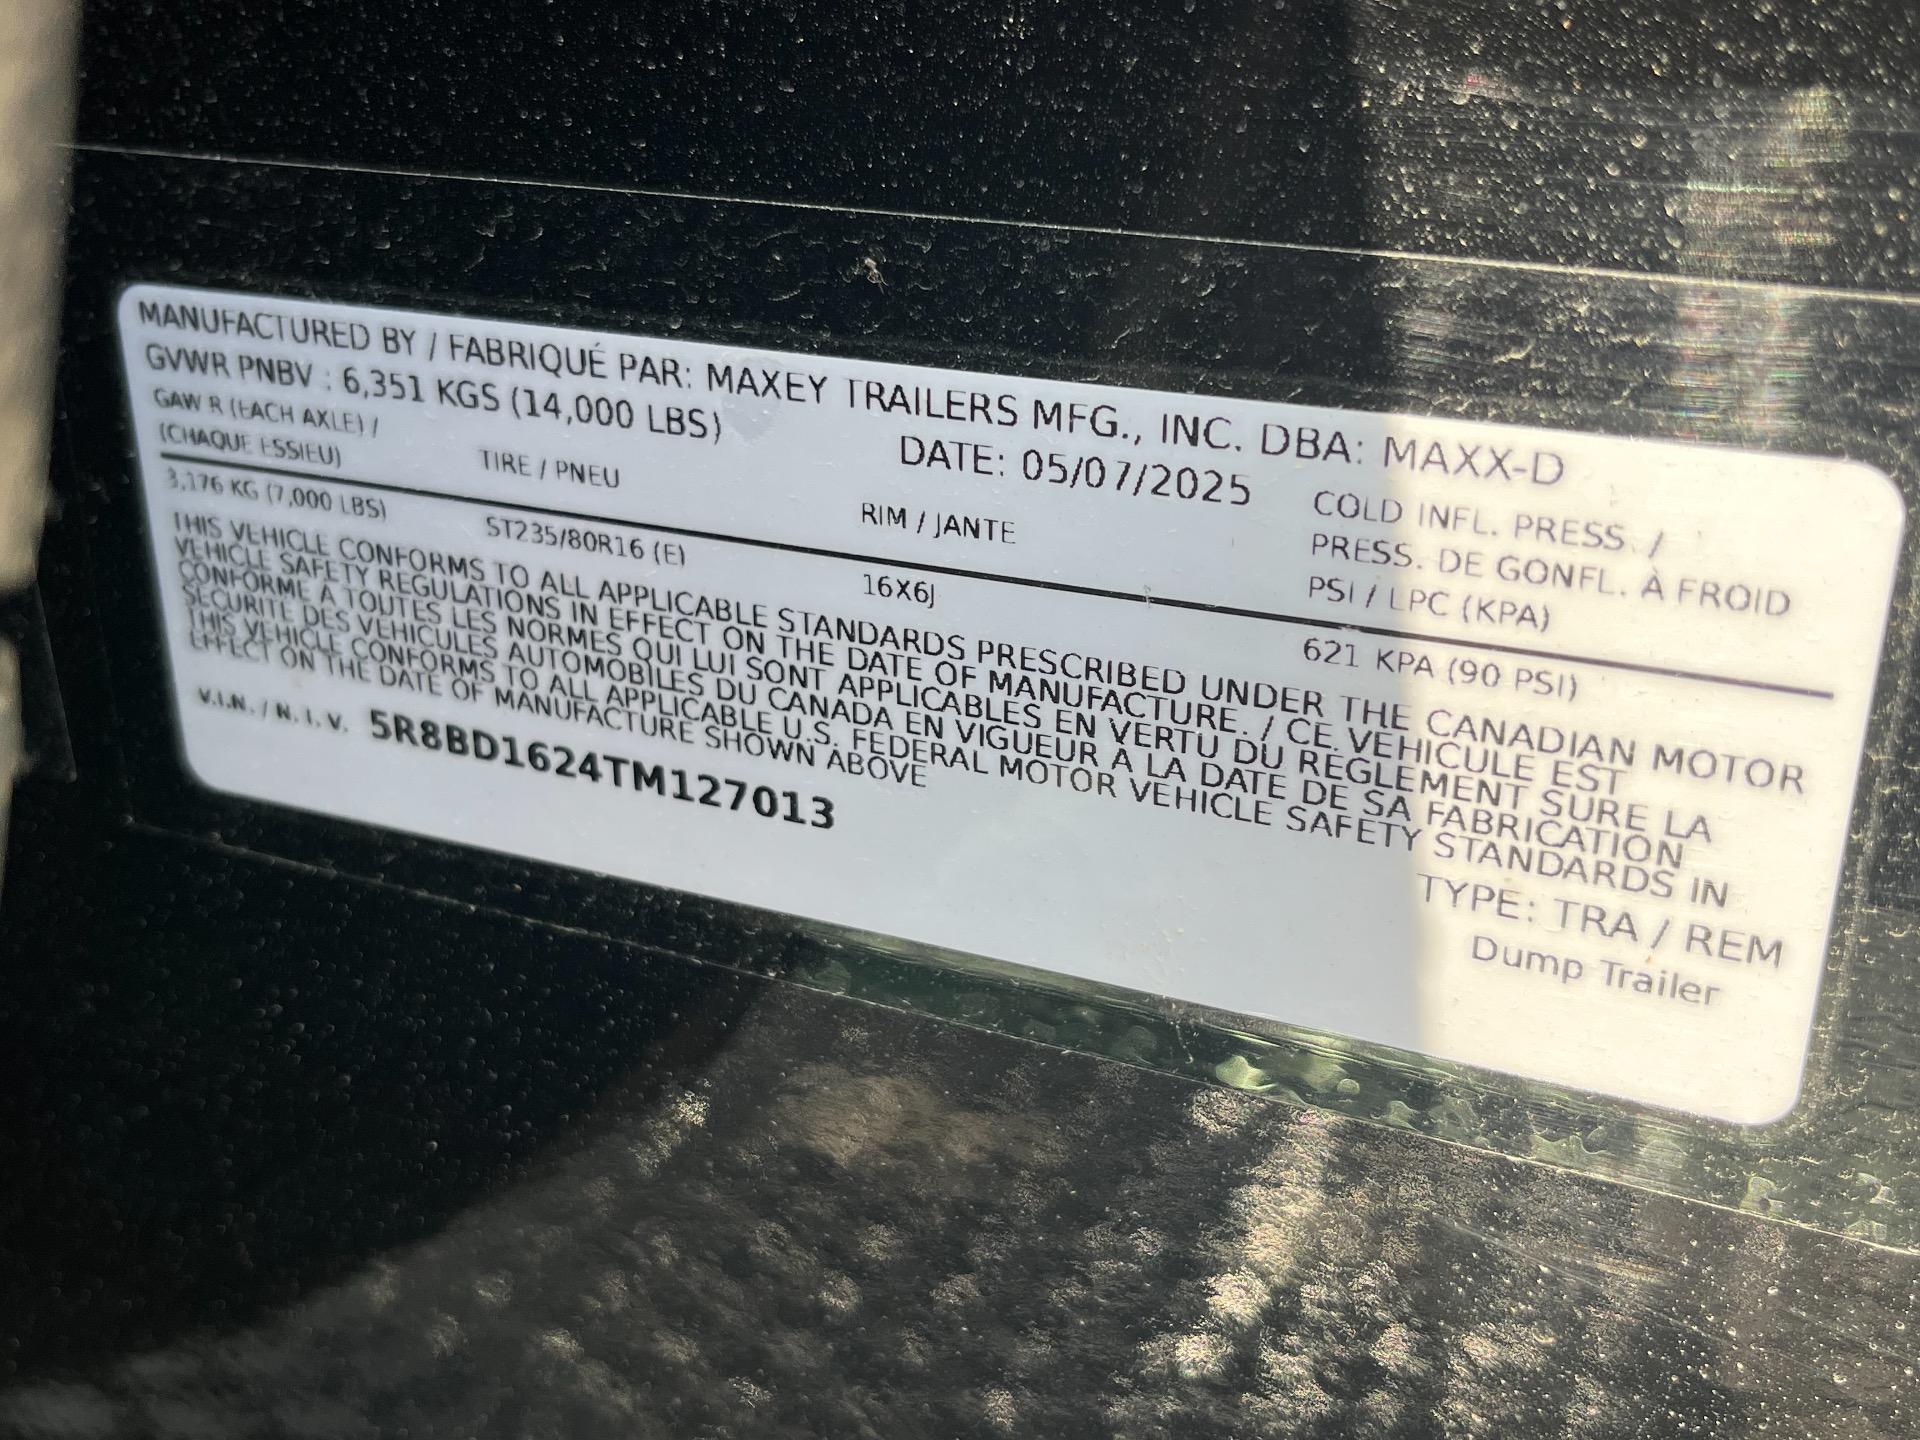 MANUFACTURED BY / FABRIQUÉ PAR: MAXEY TRAILERS MFG., INC. DBA: MAXX-D
GVWR PNBV : 6,351 KGS (14,000 LBS)
DATE: 05/07/2025
GAW R (EACH AXLE) /
(CHAQUE ESSIEU)
TIRE / PNEU
RIM / JANTE
COLD INFL. PRESS. /
PRESS. DE GONFL. À FROID
PSI / LPC (KPA)
3,176 KG (7,000 LBS)
ST235/80R16 (E)
16X6J
621 KPA (90 PSI)
THIS VEHICLE CONFORMS TO ALL APPLICABLE STANDARDS PRESCRIBED UNDER THE CANADIAN MOTOR
VEHICLE SAFETY REGULATIONS IN EFFECT ON THE DATE OF MANUFACTURE. / CE VEHICULE EST
CONFORME A TOUTES LES NORMES QUI LUI SONT APPLICABLES EN VERTU DU REGLEMENT SURE LA
SECURITE DES VEHICULES AUTOMOBILES DU CANADA EN VIGUEUR A LA DATE DE SA FABRICATION
THIS VEHICLE CONFORMS TO ALL APPLICABLE U.S. FEDERAL MOTOR VEHICLE SAFETY STANDARDS IN
EFFECT ON THE DATE OF MANUFACTURE SHOWN ABOVE
V.I.N. / N. I. V. 5R8BD1624TM127013
TYPE: TRA / REM
Dump Trailer